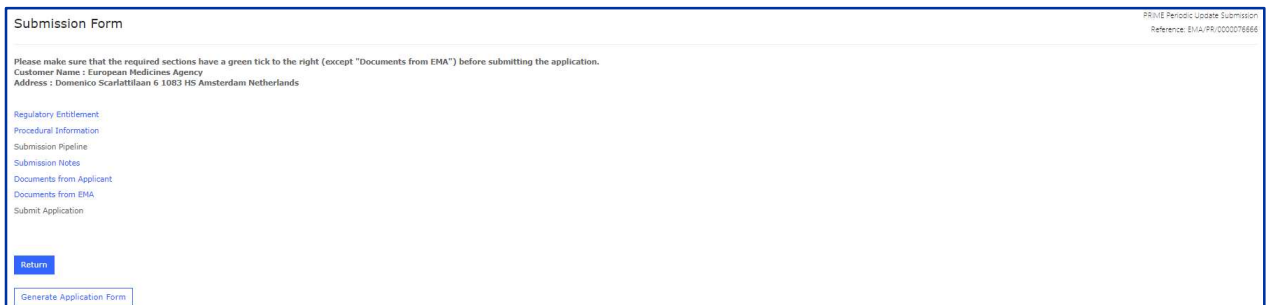 Submission Form
PRIME Periodic Update Submission
Reference: EMA/PR/0000076666
Please make sure that the required sections have a green tick to the right (except "Documents from EMA") before submitting the application.
Customer Name : European Medicines Agency
Address : Domenico Scarlattilaan 6 1083 HS Amsterdam Netherlands
Regulatory Entitlement
Procedural Information
Submission Pipeline
Submission Notes
Documents from Applicant
Documents from EMA
Submit Application
Return
Generate Application Form